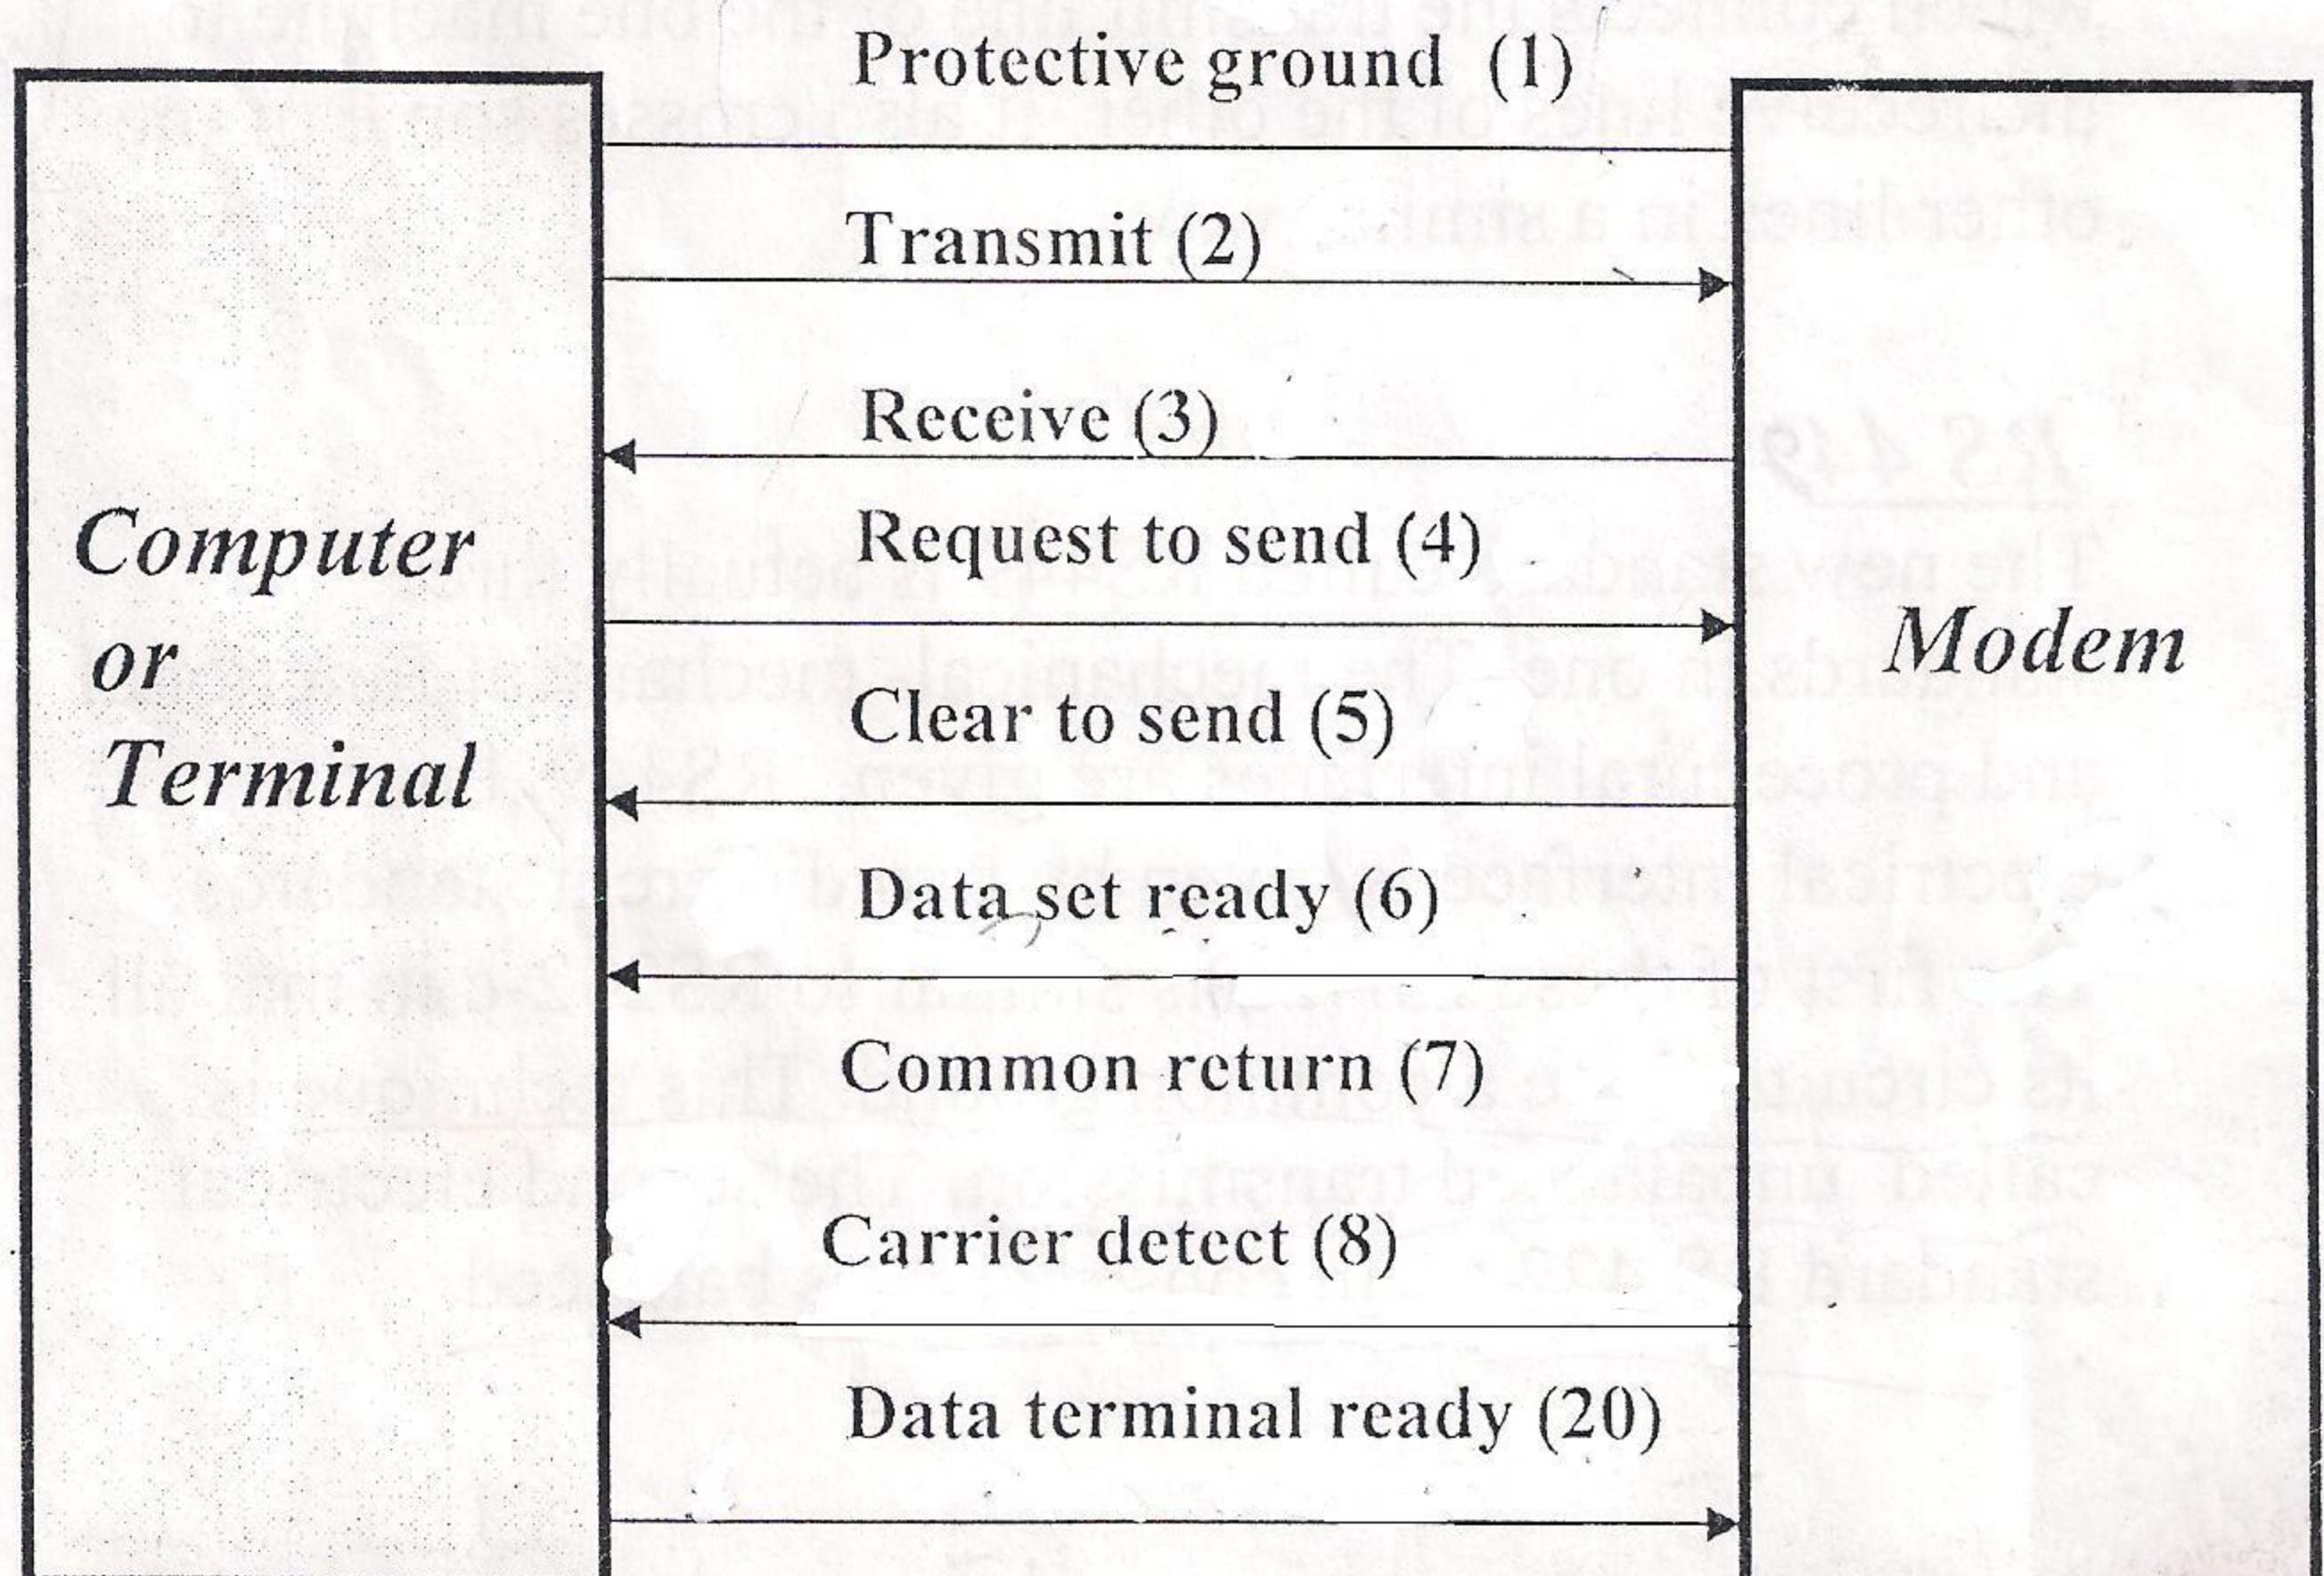 Protective ground (1)
Transmit (2)
Receive (3)
Request to send (4)
Clear to send (5)
Data set ready (6)
Common return (7)
Carrier detect (8)
Data terminal ready (20)
Computer
or
Terminal
Modem